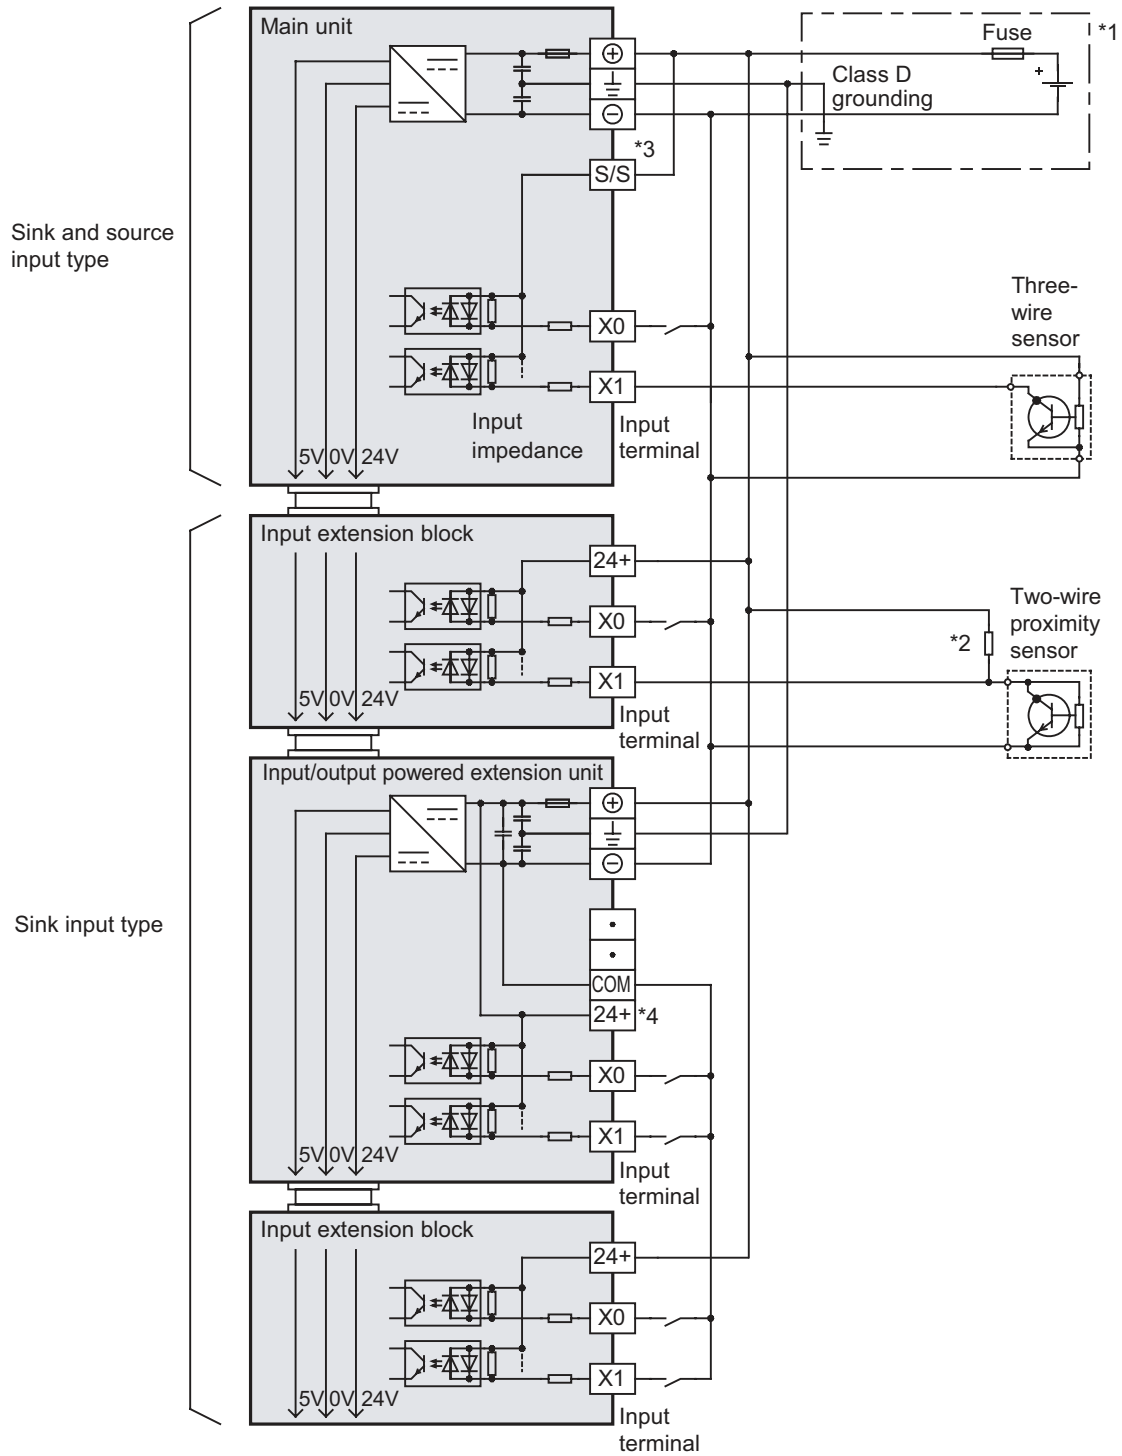 Main unit
Fuse
*1
+
Class D
grounding
*3
S/S
Sink and source
input type
Three-
wire
sensor
X0
X1
Input
impedance
Input
terminal
5V 0V 24V
Input extension block
24+
X0
X1
Two-wire
proximity
sensor
*2
5V 0V 24V
Input
terminal
Input/output powered extension unit
Sink input type
COM
24+ *4
X0
X1
5V 0V 24V
Input
terminal
Input extension block
24+
X0
X1
5V 0V 24V
Input
terminal